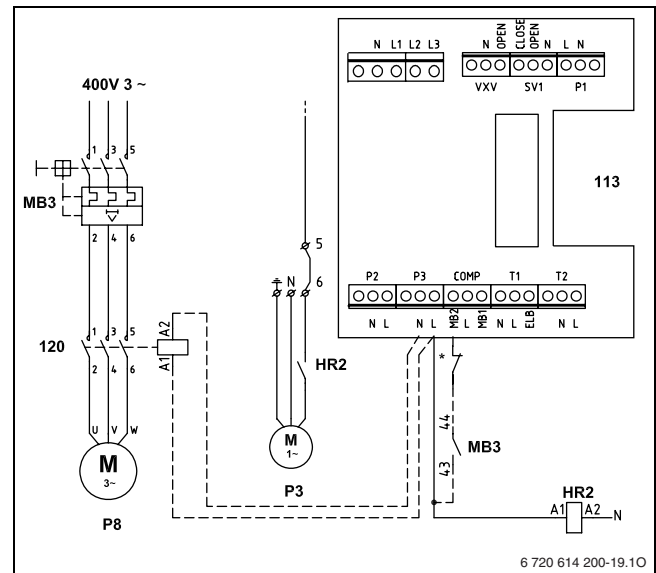 N L1 L2 L3
N OPEN CLOSE OPEN N L N
VXV SV1 P1
400V 3 ~
1 3 5
MB3
113
2 4 6
5
N 6
P2 P3 COMP T1 T2
N L N L MB2 L MB1 N L ELB N L
1 3 5
120
A1 A2
2 4 6
HR2
*
44
43
MB3
U V W
M
3~
P8
M
1~
P3
HR2
A1 A2 N
6 720 614 200-19.1O